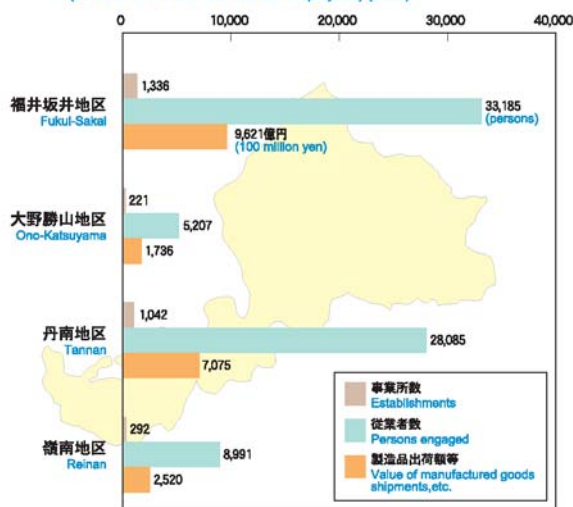 0 10,000 20,000 30,000 40,000
福井坂井地区
Fukui-Sakai
1,336
33,185
(persons)
9,621億円
(100 million yen)
大野勝山地区
Ono-Katsuyama
221
5,207
1,736
丹南地区
Tannan
1,042
28,085
7,075
嶺南地区
Reinan
292
8,991
2,520
事業所数
Establishments
従業者数
Persons engaged
製造品出荷額等
Value of manufactured goods
shipments,etc.